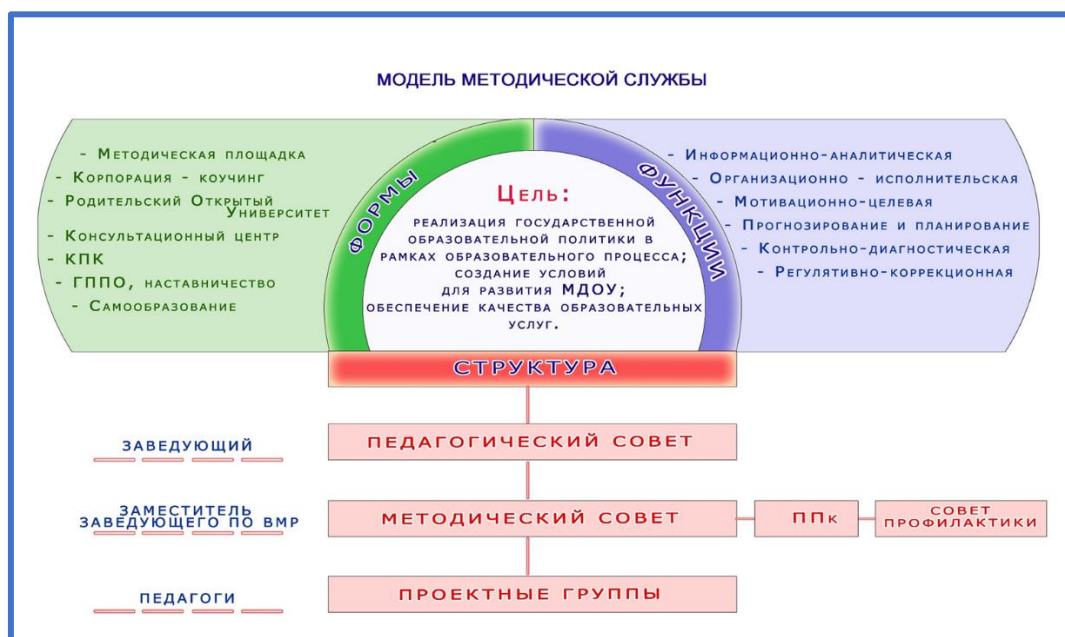 МОДЕЛЬ МЕТОДИЧЕСКОЙ СЛУЖБЫ
ФОРМЫ
- Методическая площадка
- Корпорация - коучинг
- Родительский Открытый
Университет
- Консультационный центр
- КПК
- ГППО, наставничество
- Самообразование
Цель:
реализация государственной
образовательной политики в
рамках образовательного процесса;
создание условий
для развития МДОУ;
обеспечение качества образовательных
услуг.
ФУНКЦИИ
- Информационно-аналитическая
- Организационно - исполнительская
- Мотивационно-целевая
- Прогнозирование и планирование
- Контрольно-диагностическая
- Регулятивно-коррекционная
СТРУКТУРА
ЗАВЕДУЮЩИЙ
ПЕДАГОГИЧЕСКИЙ СОВЕТ
ЗАМЕСТИТЕЛЬ
ЗАВЕДУЮЩЕГО ПО ВМР
МЕТОДИЧЕСКИЙ СОВЕТ
ППк
СОВЕТ
ПРОФИЛАКТИКИ
ПЕДАГОГИ
ПРОЕКТНЫЕ ГРУППЫ